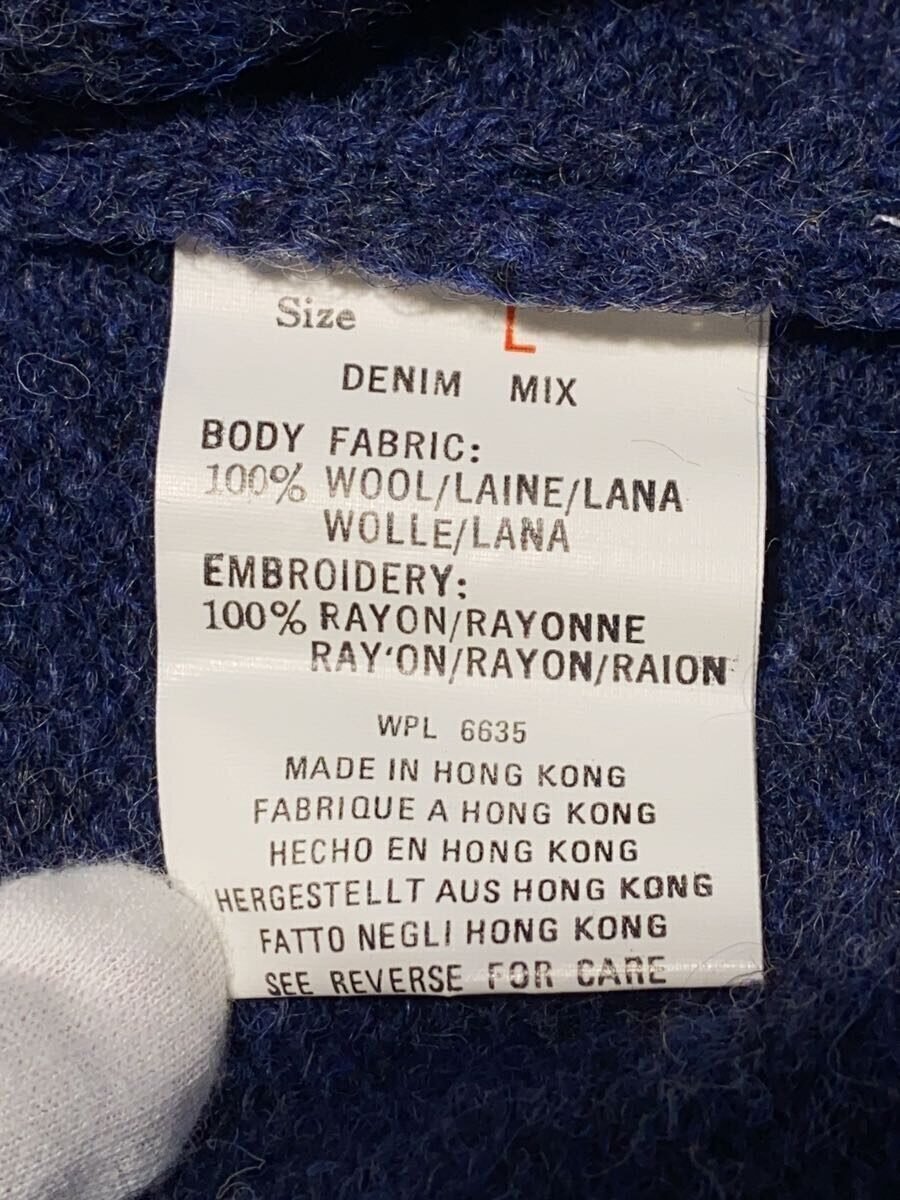 Size L
DENIM MIX
BODY FABRIC:
100% WOOL/LAINE/LANA
WOLLE/LANA
EMBROIDERY:
100% RAYON/RAYONNE
RAY'ON/RAYON/RAION
WPL 6635
MADE IN HONG KONG
FABRIQUE A HONG KONG
HECHO EN HONG KONG
HERGESTELLT AUS HONG KONG
FATTO NEGLI HONG KONG
SEE REVERSE FOR CARE